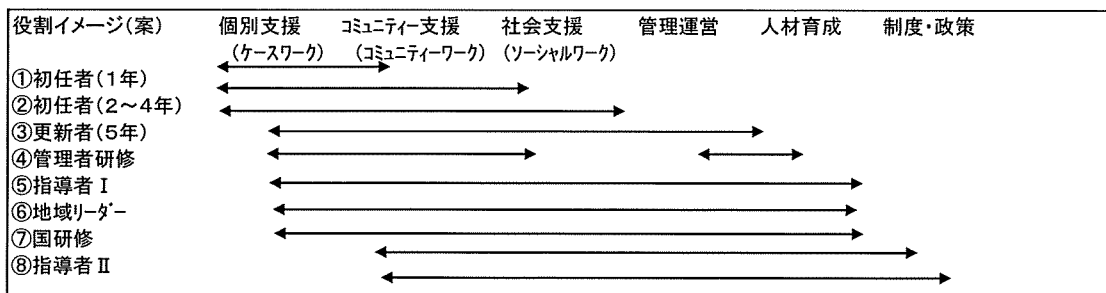 役割イメージ(案) 個別支援 コミュニティー支援 社会支援 管理運営 人材育成 制度・政策
(ケースワーク) (コミュニティーワーク) (ソーシャルワーク)
①初任者(1年)
②初任者(2～4年)
③更新者(5年)
④管理者研修
⑤指導者Ⅰ
⑥地域リーダー
⑦国研修
⑧指導者Ⅱ